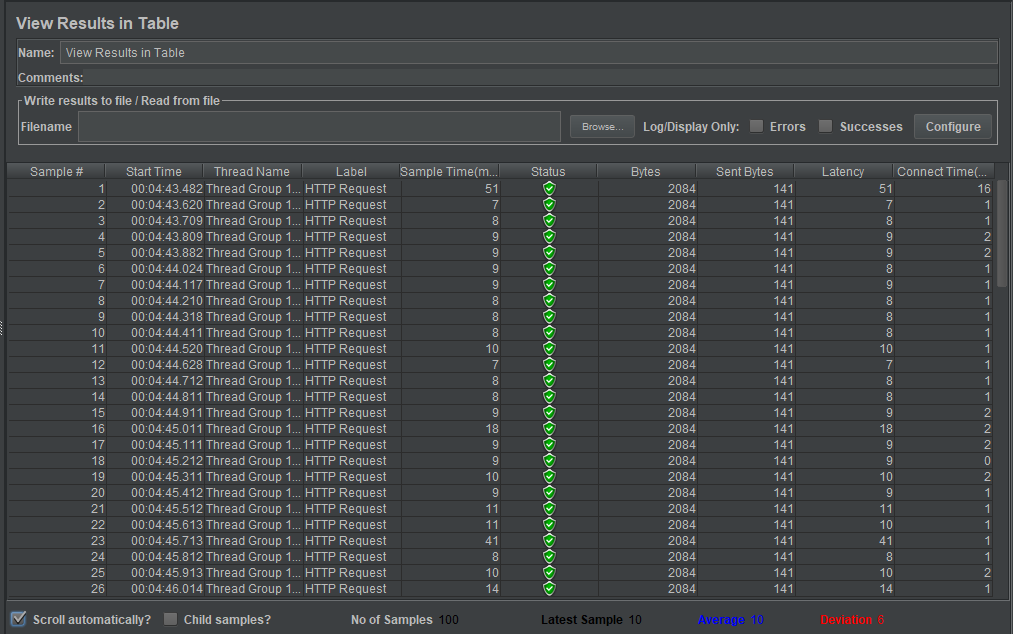 View Results in Table
Name: View Results in Table
Comments:
Write results to file / Read from file
Filename Browse... Log/Display Only: Errors Successes Configure
Sample # Start Time Thread Name Label Sample Time(m... Status Bytes Sent Bytes Latency Connect Time(...
1 00:04:43.482 Thread Group 1... HTTP Request 51 2084 141 51 16
2 00:04:43.620 Thread Group 1... HTTP Request 7 2084 141 7 1
3 00:04:43.709 Thread Group 1... HTTP Request 8 2084 141 8 1
4 00:04:43.809 Thread Group 1... HTTP Request 9 2084 141 9 2
5 00:04:43.882 Thread Group 1... HTTP Request 9 2084 141 9 2
6 00:04:44.024 Thread Group 1... HTTP Request 9 2084 141 8 1
7 00:04:44.117 Thread Group 1... HTTP Request 9 2084 141 9 1
8 00:04:44.210 Thread Group 1... HTTP Request 8 2084 141 8 1
9 00:04:44.318 Thread Group 1... HTTP Request 8 2084 141 8 1
10 00:04:44.411 Thread Group 1... HTTP Request 8 2084 141 8 1
11 00:04:44.520 Thread Group 1... HTTP Request 10 2084 141 10 1
12 00:04:44.628 Thread Group 1... HTTP Request 7 2084 141 7 1
13 00:04:44.712 Thread Group 1... HTTP Request 8 2084 141 8 1
14 00:04:44.811 Thread Group 1... HTTP Request 8 2084 141 8 1
15 00:04:44.911 Thread Group 1... HTTP Request 9 2084 141 9 2
16 00:04:45.011 Thread Group 1... HTTP Request 18 2084 141 18 2
17 00:04:45.111 Thread Group 1... HTTP Request 9 2084 141 9 2
18 00:04:45.212 Thread Group 1... HTTP Request 9 2084 141 9 0
19 00:04:45.311 Thread Group 1... HTTP Request 10 2084 141 10 2
20 00:04:45.412 Thread Group 1... HTTP Request 9 2084 141 9 1
21 00:04:45.512 Thread Group 1... HTTP Request 11 2084 141 11 1
22 00:04:45.613 Thread Group 1... HTTP Request 11 2084 141 10 1
23 00:04:45.713 Thread Group 1... HTTP Request 41 2084 141 41 1
24 00:04:45.812 Thread Group 1... HTTP Request 8 2084 141 8 1
25 00:04:45.913 Thread Group 1... HTTP Request 10 2084 141 10 2
26 00:04:46.014 Thread Group 1... HTTP Request 14 2084 141 14 1
Scroll automatically? Child samples? No of Samples 100 Latest Sample 10 Average 10 Deviation 6